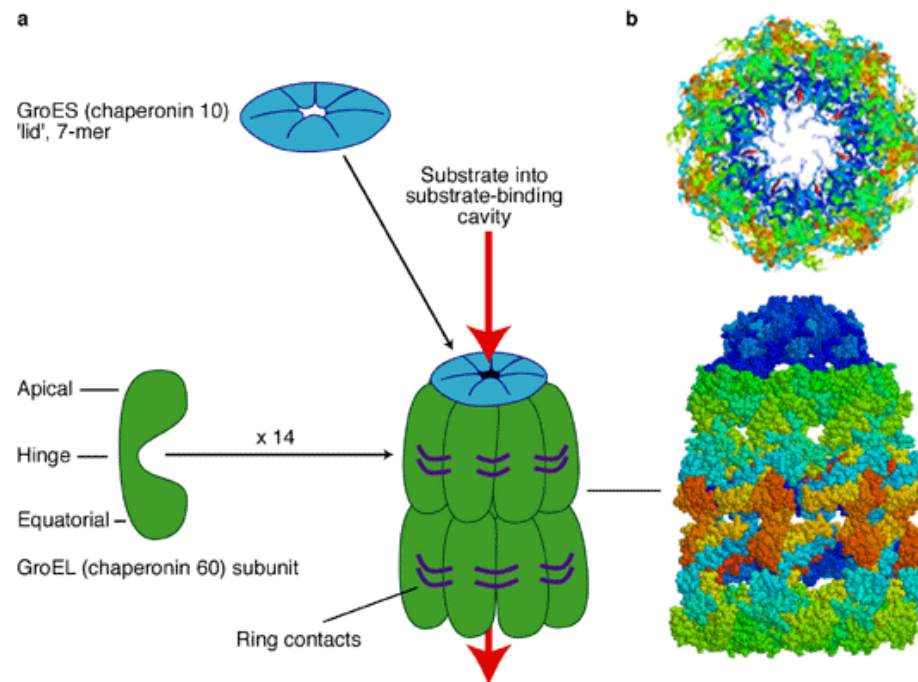 a
b
GroES (chaperonin 10)
'lid', 7-mer
Substrate into
substrate-binding
cavity
Apical
x 14
Hinge
Equatorial
GroEL (chaperonin 60) subunit
Ring contacts